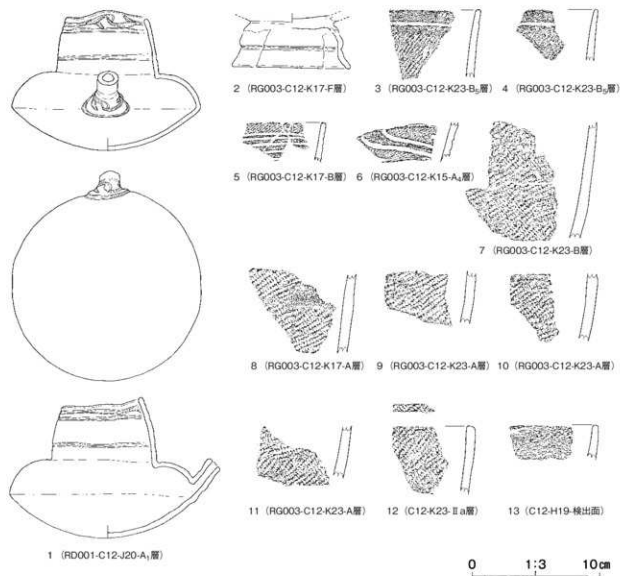 2 (RG003-C12-K17-F層)
3 (RG003-C12-K23-B₅層)
4 (RG003-C12-K23-B₅層)
5 (RG003-C12-K17-B層)
6 (RG003-C12-K15-A₄層)
7 (RG003-C12-K23-B層)
8 (RG003-C12-K17-A層)
9 (RG003-C12-K23-A層)
10 (RG003-C12-K23-A層)
11 (RG003-C12-K23-A層)
12 (C12-K23-Ⅱa層)
13 (C12-H19-検出面)
1 (RD001-C12-J20-A₁層)
0 1:3 10㎝